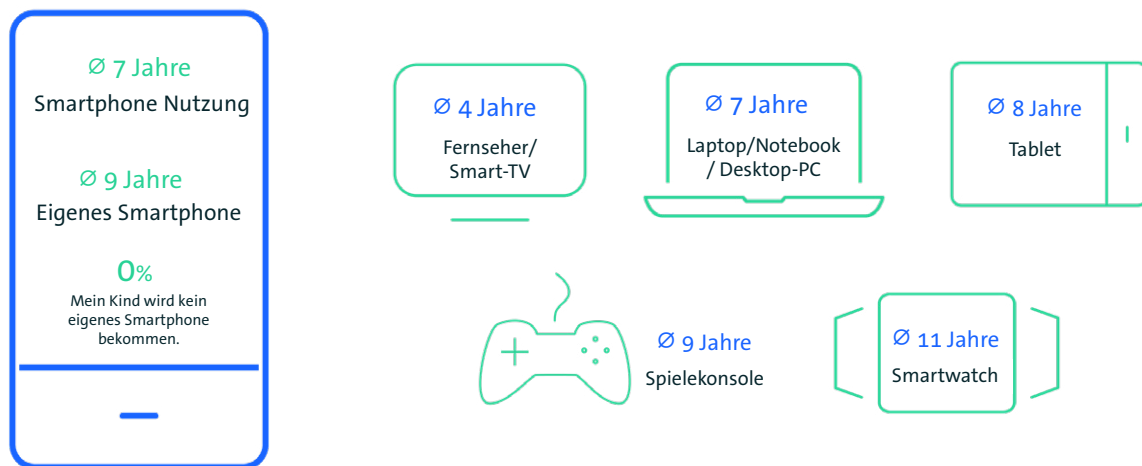 Ø 7 Jahre
Smartphone Nutzung
Ø 9 Jahre
Eigenes Smartphone
0%
Mein Kind wird kein
eigenes Smartphone
bekommen.
Ø 4 Jahre
Fernseher/
Smart-TV
Ø 7 Jahre
Laptop/Notebook
/ Desktop-PC
Ø 8 Jahre
Tablet
Ø 9 Jahre
Spielekonsole
Ø 11 Jahre
Smartwatch